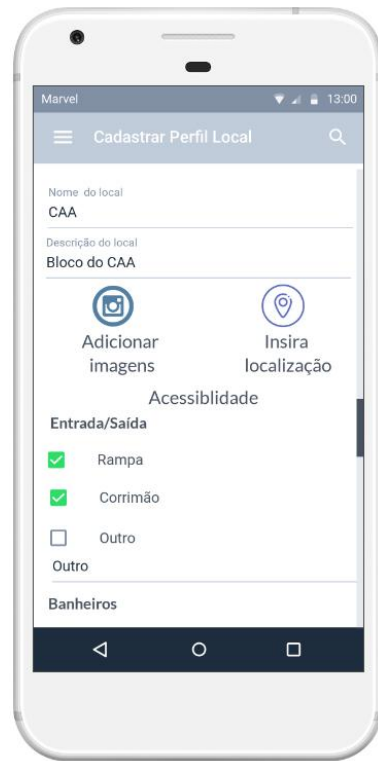 Marvel 13:00
Cadastrar Perfil Local
Nome do local
CAA
Descrição do local
Bloco do CAA
Adicionar
imagens
Insira
localização
Acessiblidade
Entrada/Saída
Rampa
Corrimão
Outro
Outro
Banheiros